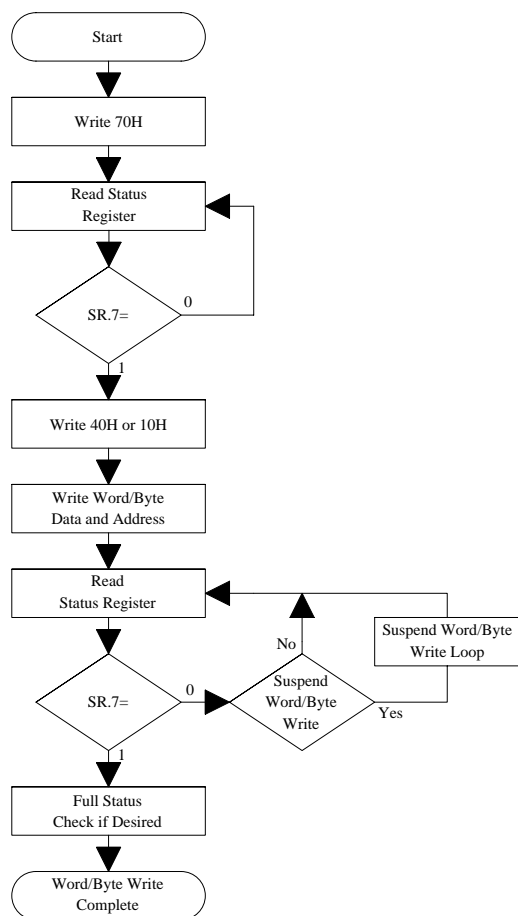 Start
Write 70H
Read Status
Register
SR.7=
0
1
Write 40H or 10H
Write Word/Byte
Data and Address
Read
Status Register
SR.7=
0
1
Suspend
Word/Byte
Write
No
Yes
Suspend Word/Byte
Write Loop
Full Status
Check if Desired
Word/Byte Write
Complete